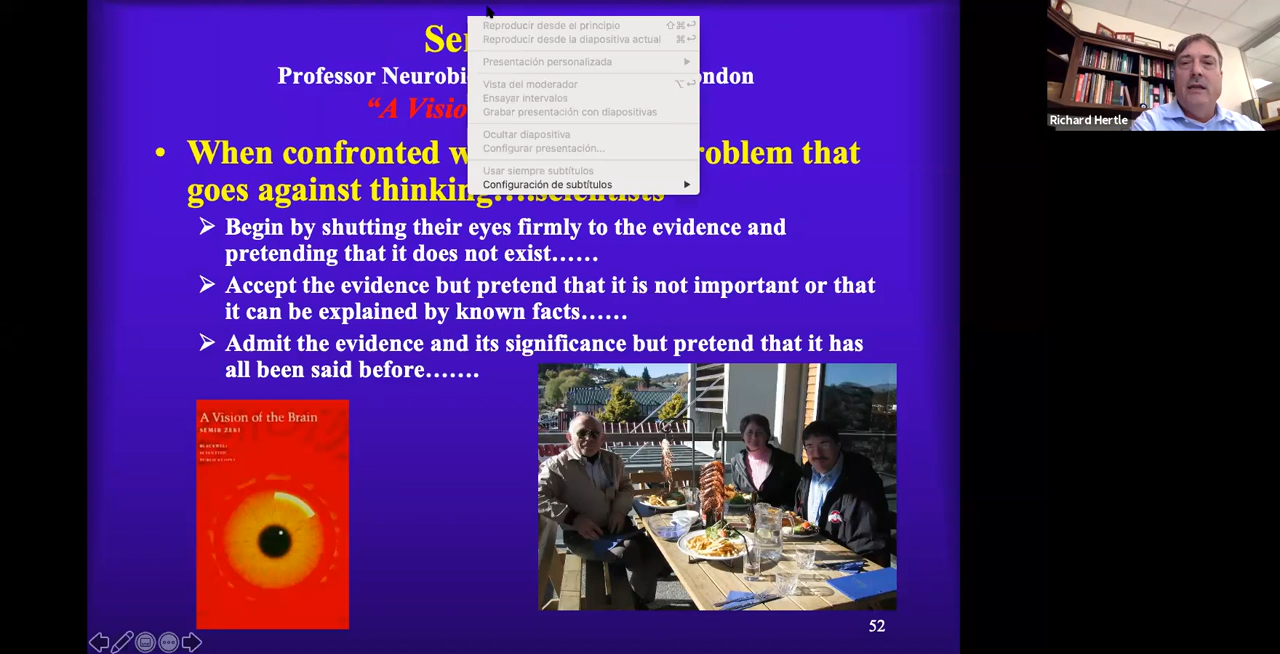 Se
Professor Neurobi ondon
“A Visio
• When confronted w roblem that
goes against thinking….scientists
Begin by shutting their eyes firmly to the evidence and
pretending that it does not exist……
Accept the evidence but pretend that it is not important or that
it can be explained by known facts……
Admit the evidence and its significance but pretend that it has
all been said before…….
Reproducir desde el principio ⇧⌘↩
Reproducir desde la diapositiva actual ⌘↩
Presentación personalizada
Vista del moderador ⌥↩
Ensayar intervalos
Grabar presentación con diapositivas
Ocultar diapositiva
Configurar presentación...
Usar siempre subtítulos
Configuración de subtítulos
A Vision of the Brain
SEMIR ZEKI
BLACKWELL
SCIENTIFIC
PUBLICATIONS
52
Richard Hertle